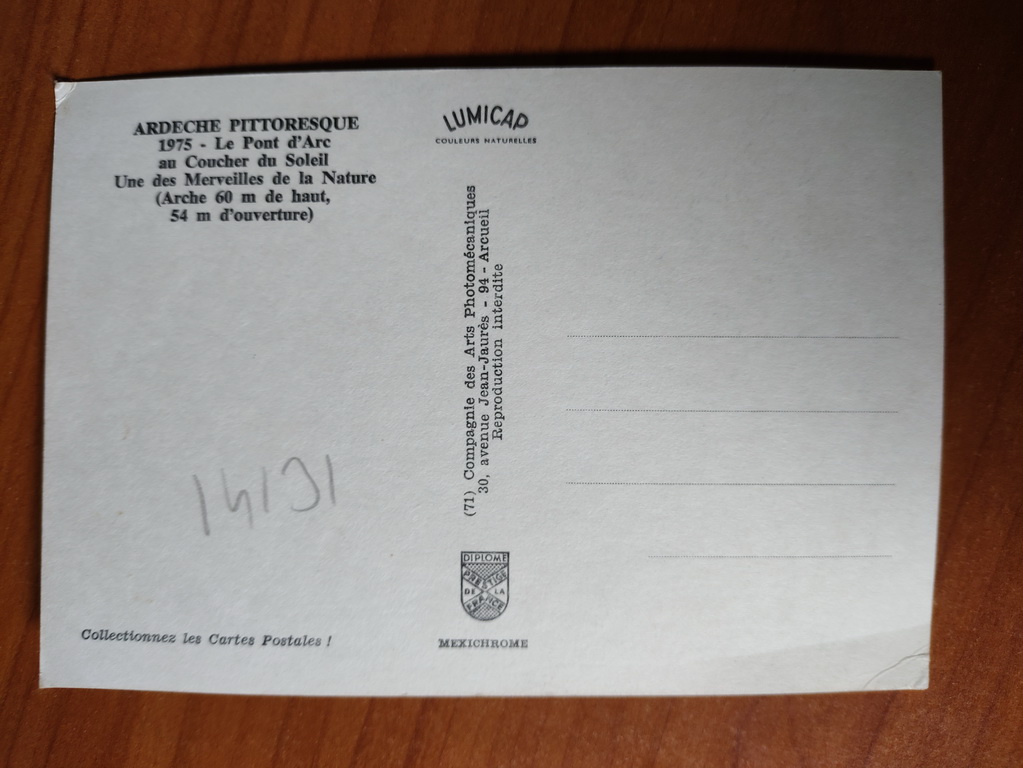 ARDECHE PITTORESQUE
1975 - Le Pont d'Arc
au Coucher du Soleil
Une des Merveilles de la Nature
(Arche 60 m de haut,
54 m d'ouverture)
14131
Collectionnez les Cartes Postales !
LUMICAP
COULEURS NATURELLES
(71) Compagnie des Arts Photomécaniques
30, avenue Jean-Jaurès - 94 - Arcueil
Reproduction interdite
DIPLOME
PRESTIGE
DE LA
FRANCE
MEXICHROME